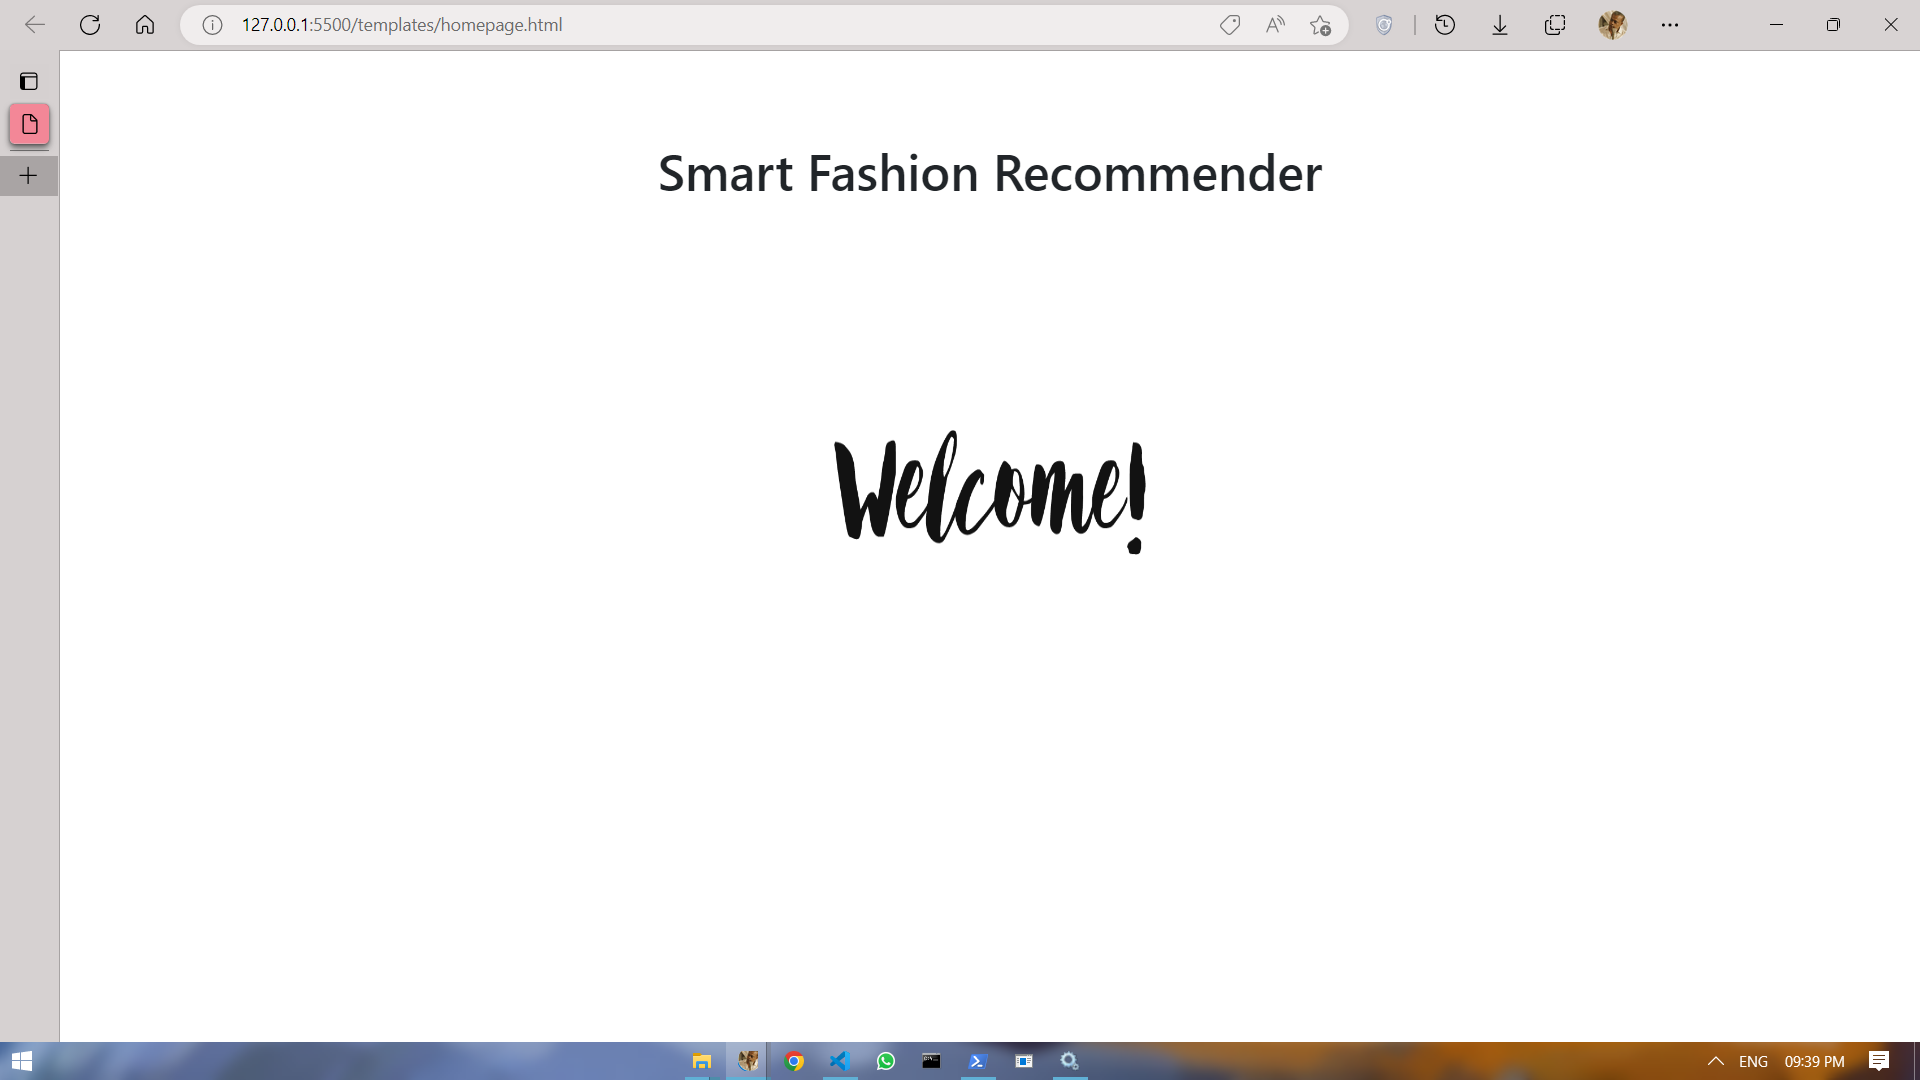 127.0.0.1:5500/templates/homepage.html
Smart Fashion Recommender
Welcome!
ENG
09:39 PM